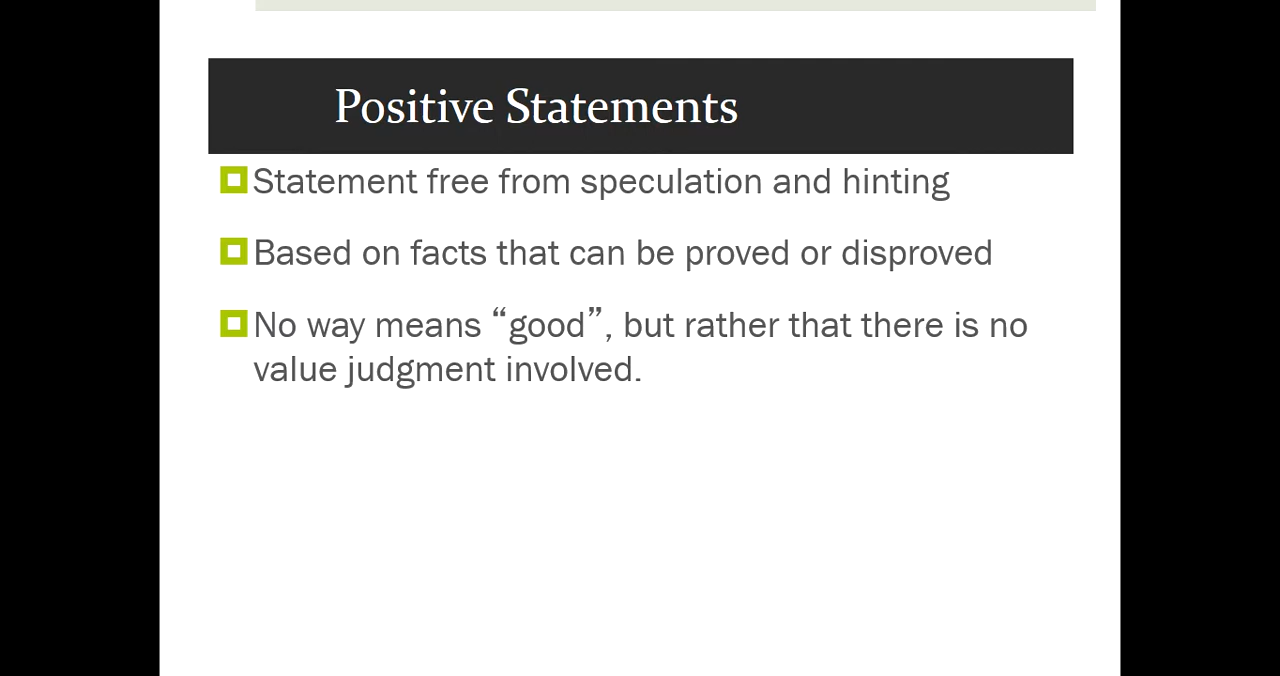 Positive Statements
Statement free from speculation and hinting
Based on facts that can be proved or disproved
No way means “good”, but rather that there is no
value judgment involved.